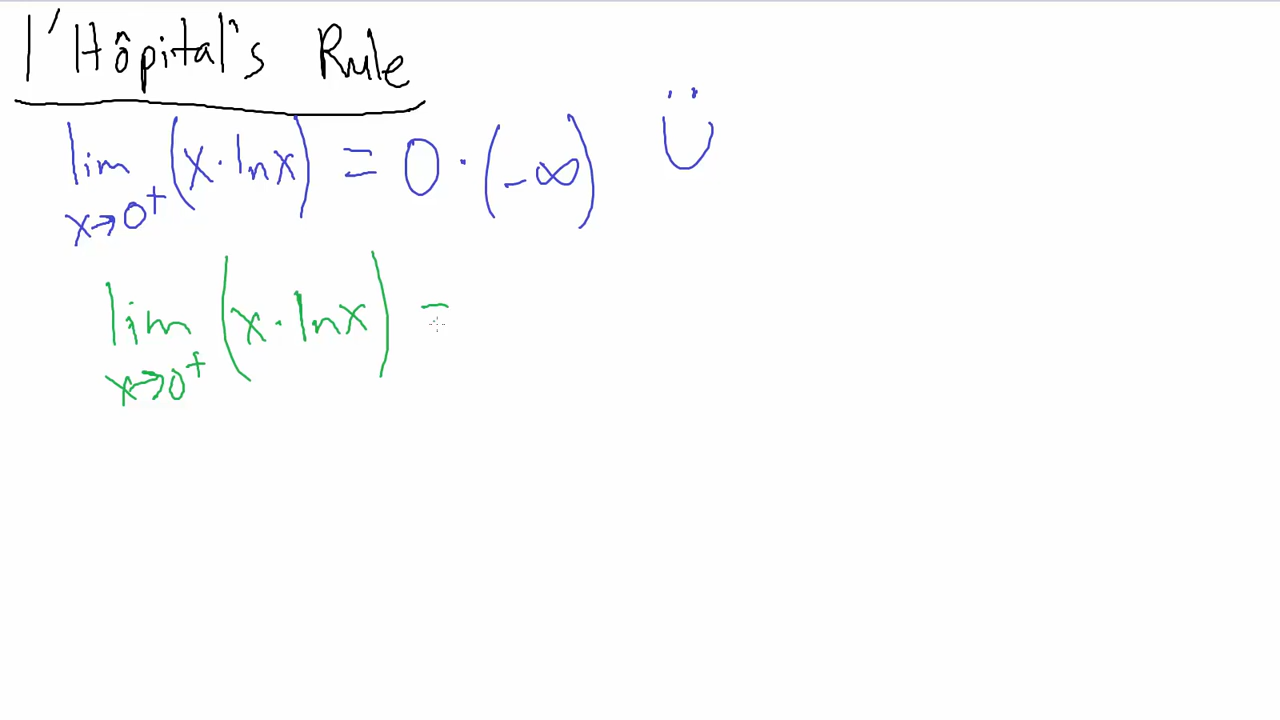 l'Hôpital's Rule
lim x→0⁺ (x · ln x) = 0 · (-∞)
lim x→0⁺ (x · ln x) =